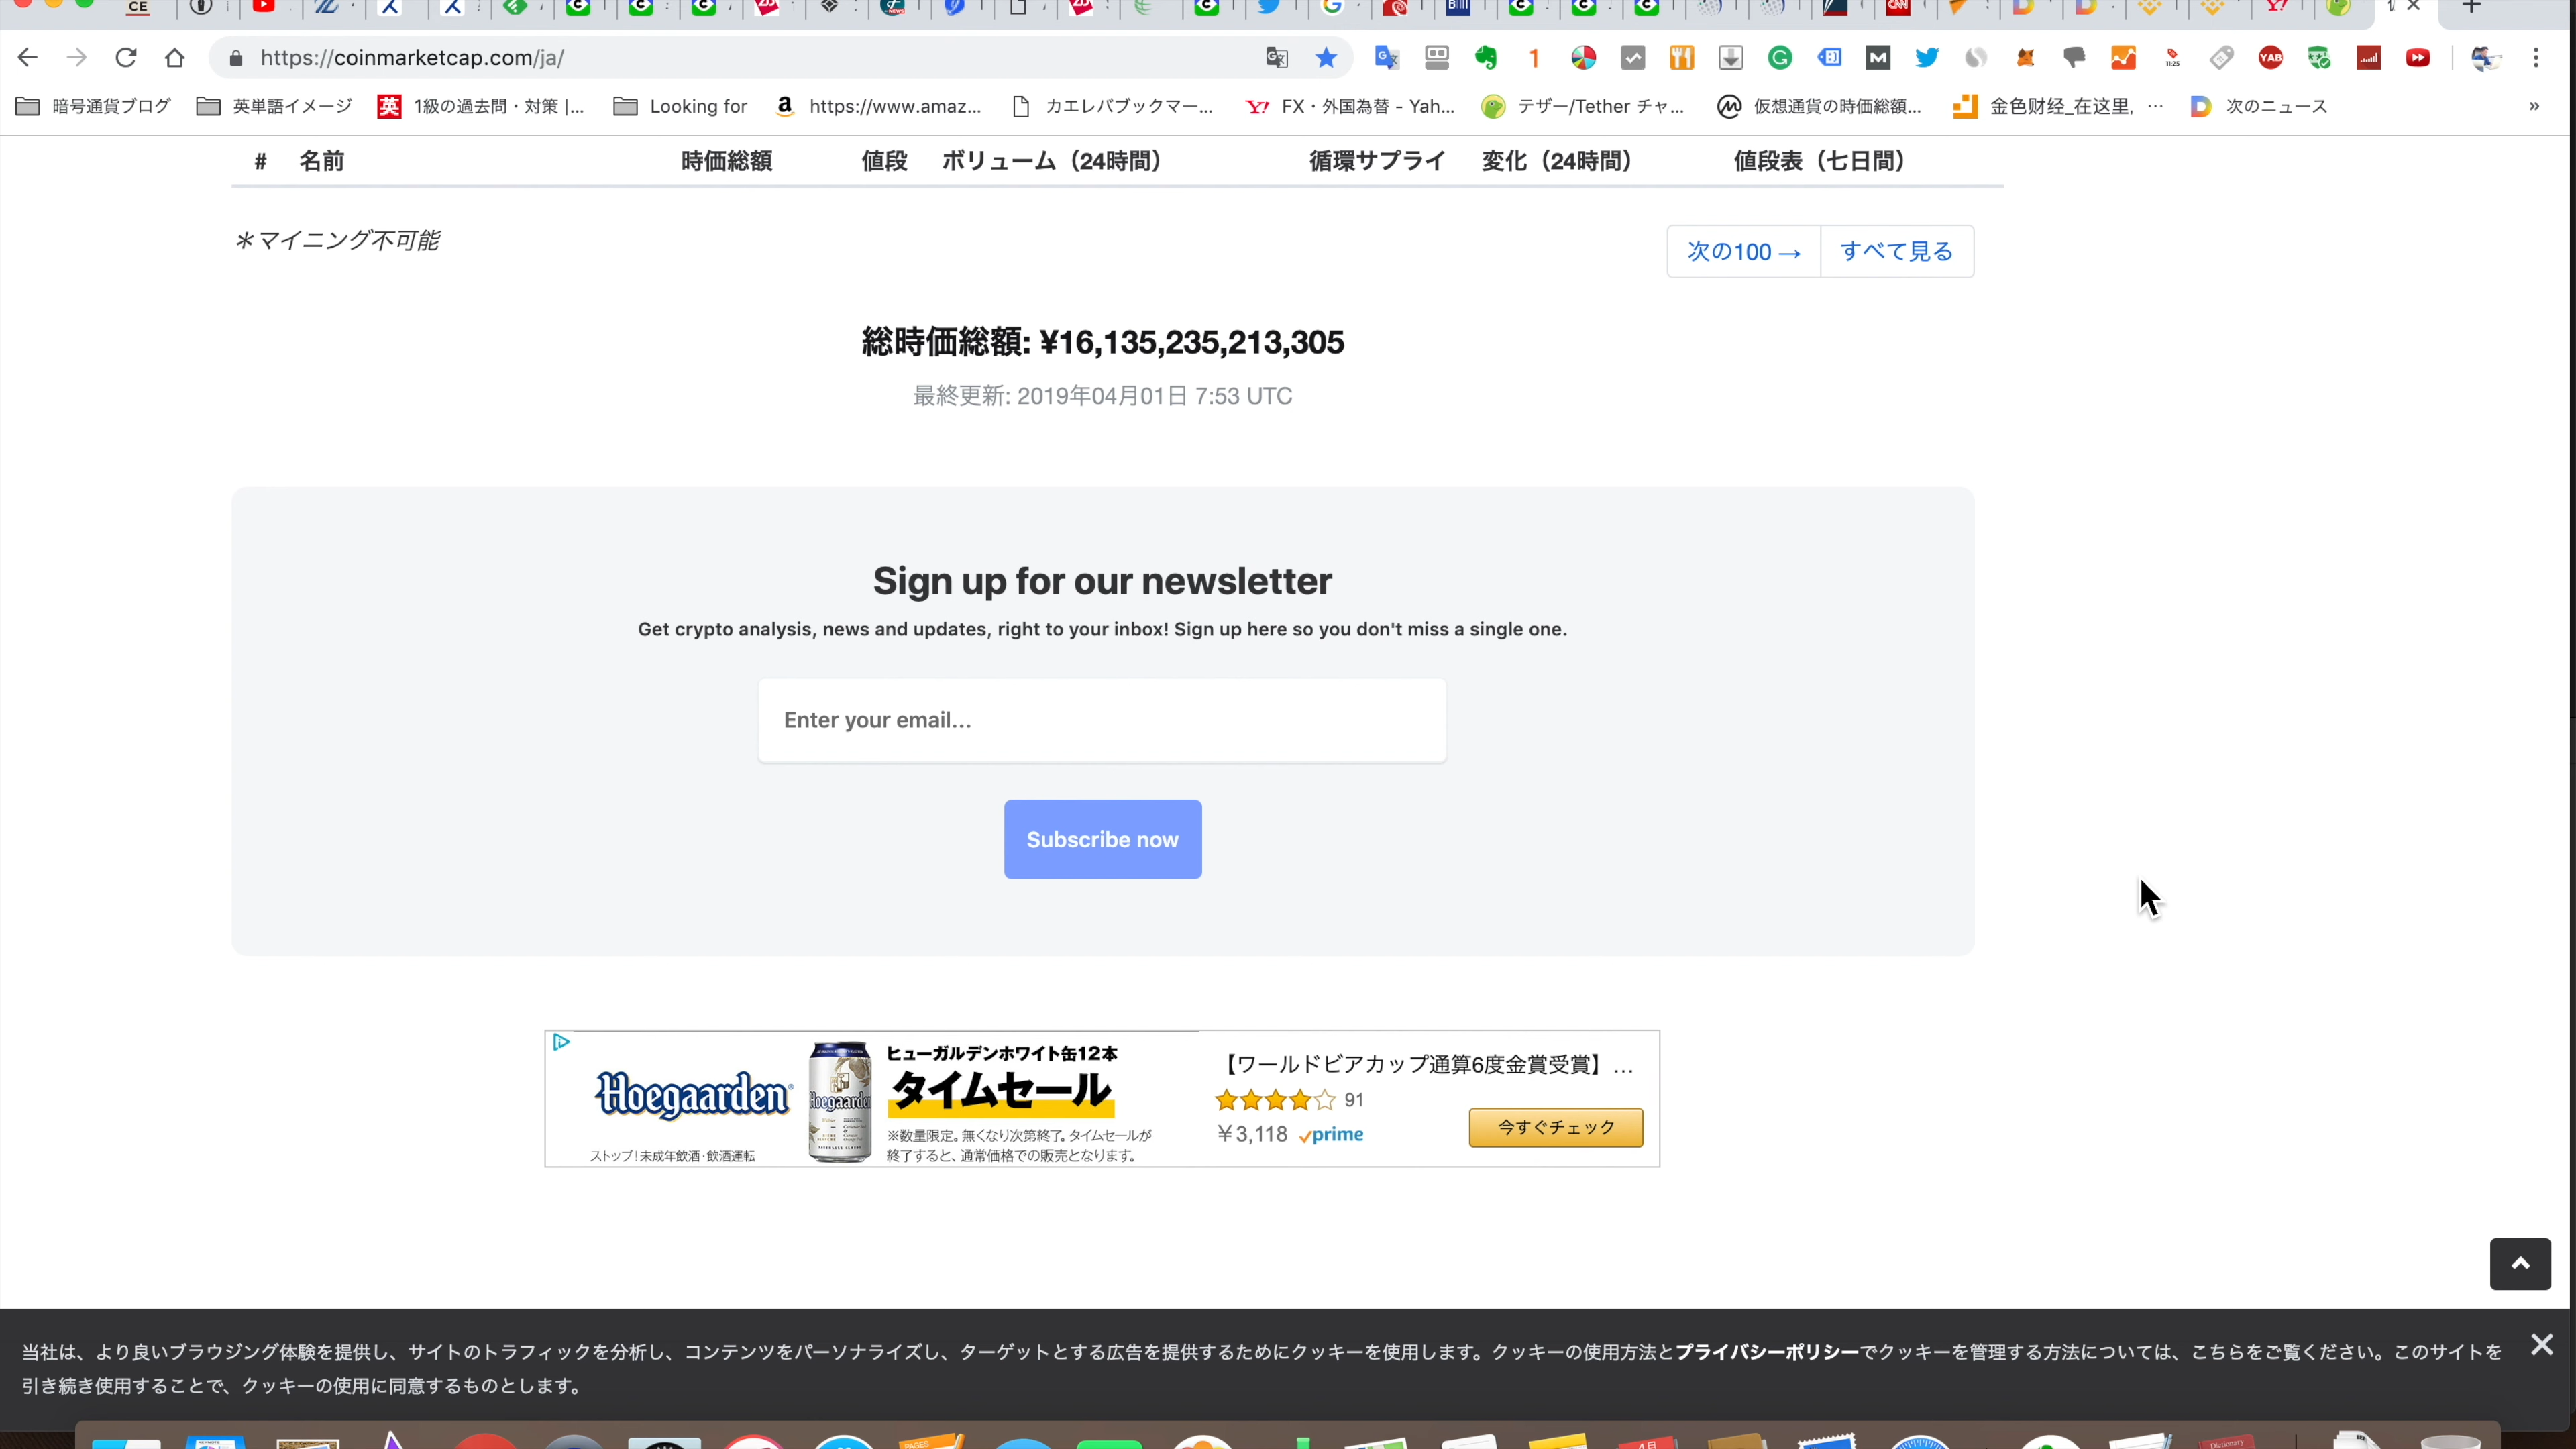 CE
https://coinmarketcap.com/ja/
暗号通貨ブログ 英単語イメージ 英 1級の過去問・対策 |... Looking for https://www.amaz... カエレバブックマー... FX・外国為替 - Yah... テザー/Tether チャ... 仮想通貨の時価総額... 金色财经_在这里, ... 次のニュース »
# 名前 時価総額 値段 ボリューム（24時間） 循環サプライ 変化（24時間） 値段表（七日間）
＊マイニング不可能
次の100 → すべて見る
総時価総額: ¥16,135,235,213,305
最終更新: 2019年04月01日 7:53 UTC
Sign up for our newsletter
Get crypto analysis, news and updates, right to your inbox! Sign up here so you don't miss a single one.
Enter your email...
Subscribe now
Hoegaarden
ストップ！未成年飲酒・飲酒運転
ヒューガルデンホワイト缶12本
タイムセール
※数量限定。無くなり次第終了。タイムセールが
終了すると、通常価格での販売となります。
【ワールドビアカップ通算6度金賞受賞】...
91
￥3,118 prime
今すぐチェック
当社は、より良いブラウジング体験を提供し、サイトのトラフィックを分析し、コンテンツをパーソナライズし、ターゲットとする広告を提供するためにクッキーを使用します。クッキーの使用方法とプライバシーポリシーでクッキーを管理する方法については、こちらをご覧ください。このサイトを
引き続き使用することで、クッキーの使用に同意するものとします。
PAGES
4月
Dictionary